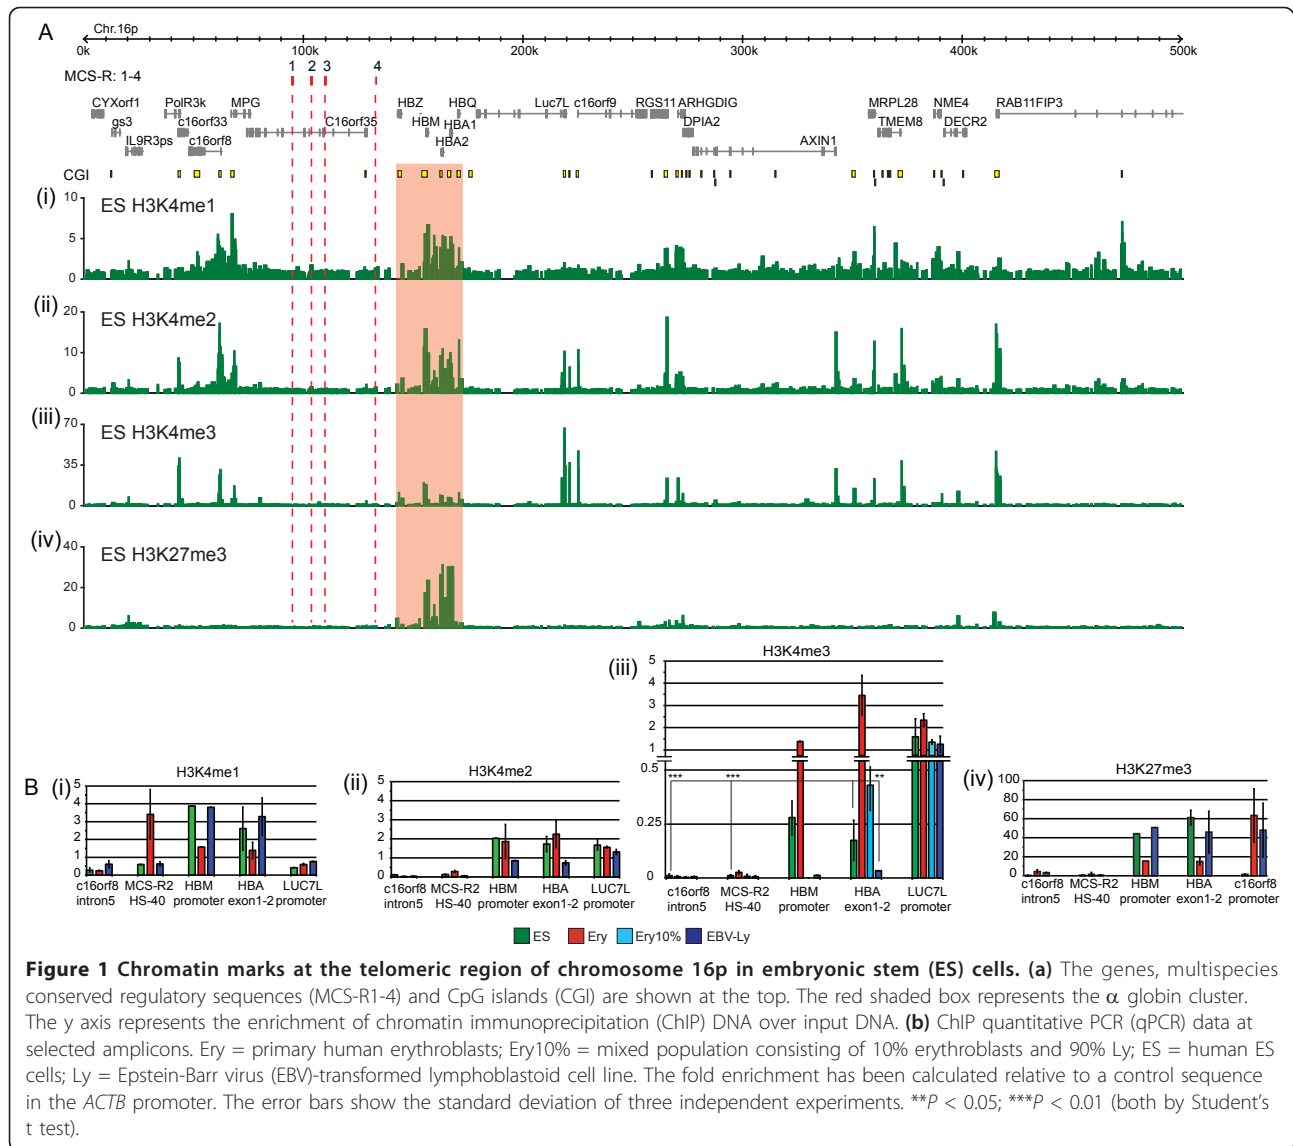 A
Chr.16p
0k 100k 200k 300k 400k 500k
MCS-R: 1-4
1 2 3 4
CYXorf1 PolR3k MPG HBZ HBQ Luc7L c16orf9 RGS11 ARHGDIG MRPL28 NME4 RAB11FIP3
gs3 c16orf33 C16orf35 HBM HBA1 DPIA2 TMEM8 DECR2
IL9R3ps c16orf8 HBA2 AXIN1
CGI
(i)
ES H3K4me1
10
5
0
(ii)
ES H3K4me2
20
10
0
(iii)
ES H3K4me3
70
35
0
(iv)
ES H3K27me3
40
20
0
B
(i)
H3K4me1
5
4
3
2
1
0
c16orf8 intron5
MCS-R2 HS-40
HBM promoter
HBA exon1-2
LUC7L promoter
(ii)
H3K4me2
5
4
3
2
1
0
c16orf8 intron5
MCS-R2 HS-40
HBM promoter
HBA exon1-2
LUC7L promoter
(iii)
H3K4me3
5
4
3
2
1
0.5
0.25
0
*** *** **
c16orf8 intron5
MCS-R2 HS-40
HBM promoter
HBA exon1-2
LUC7L promoter
(iv)
H3K27me3
100
80
60
40
20
0
c16orf8 intron5
MCS-R2 HS-40
HBM promoter
HBA exon1-2
c16orf8 promoter
ES Ery Ery10% EBV-Ly
Figure 1 Chromatin marks at the telomeric region of chromosome 16p in embryonic stem (ES) cells. (a) The genes, multispecies
conserved regulatory sequences (MCS-R1-4) and CpG islands (CGI) are shown at the top. The red shaded box represents the α globin cluster.
The y axis represents the enrichment of chromatin immunoprecipitation (ChIP) DNA over input DNA. (b) ChIP quantitative PCR (qPCR) data at
selected amplicons. Ery = primary human erythroblasts; Ery10% = mixed population consisting of 10% erythroblasts and 90% Ly; ES = human ES
cells; Ly = Epstein-Barr virus (EBV)-transformed lymphoblastoid cell line. The fold enrichment has been calculated relative to a control sequence
in the ACTB promoter. The error bars show the standard deviation of three independent experiments. **P < 0.05; ***P < 0.01 (both by Student's
t test).